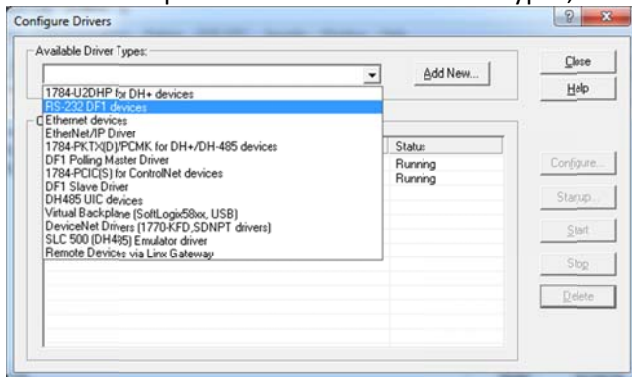 Configure Drivers
Available Driver Types:
Add New...
Close
Help
1784-U2DHP for DH+ devices
RS-232 DF1 devices
Ethernet devices
EtherNet/IP Driver
1784-PKTX(D)/PCMK for DH+/DH-485 devices
DF1 Polling Master Driver
1784-PCIC(S) for ControlNet devices
DF1 Slave Driver
DH485 UIC devices
Virtual Backplane (SoftLogix58xx, USB)
DeviceNet Drivers (1770-KFD,SDNPT drivers)
SLC 500 (DH485) Emulator driver
Remote Devices via Linx Gateway
Status
Running
Running
Configure...
Startup...
Start
Stop
Delete